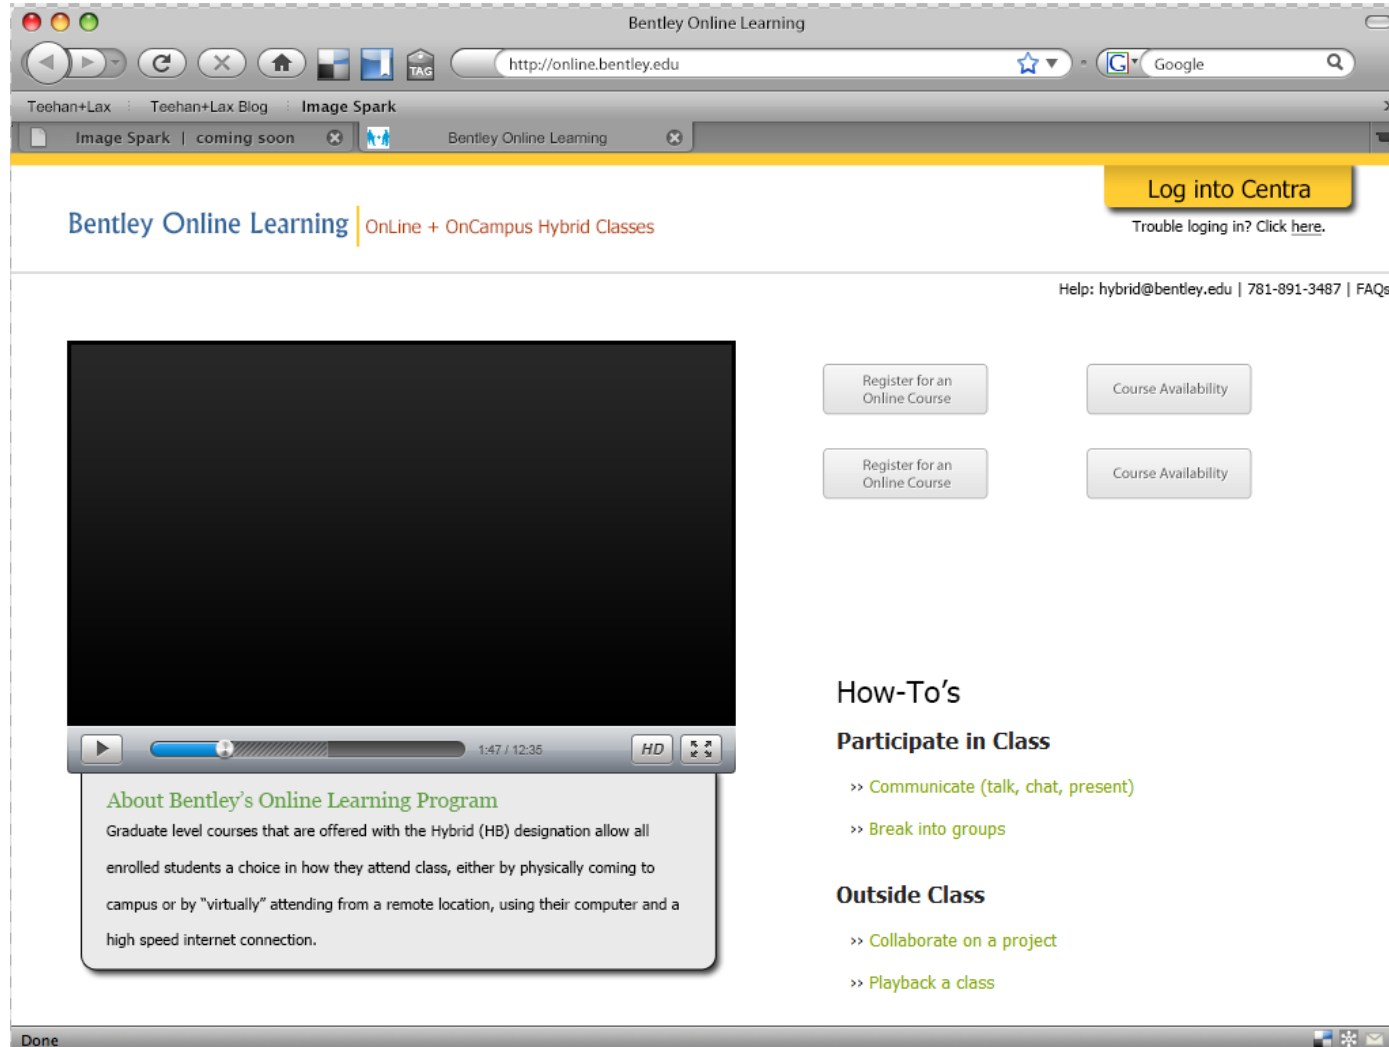 Bentley Online Learning
TAG
http://online.bentley.edu
G
Google
Teehan+Lax
Teehan+Lax Blog
Image Spark
Image Spark | coming soon
Bentley Online Learning
Log into Centra
Bentley Online Learning
OnLine + OnCampus Hybrid Classes
Trouble loging in? Click here.
Help: hybrid@bentley.edu | 781-891-3487 | FAQs
Register for an
Online Course
Course Availability
Register for an
Online Course
Course Availability
1:47 / 12:35
HD
About Bentley's Online Learning Program
Graduate level courses that are offered with the Hybrid (HB) designation allow all
enrolled students a choice in how they attend class, either by physically coming to
campus or by “virtually” attending from a remote location, using their computer and a
high speed internet connection.
How-To's
Participate in Class
>> Communicate (talk, chat, present)
>> Break into groups
Outside Class
>> Collaborate on a project
>> Playback a class
Done